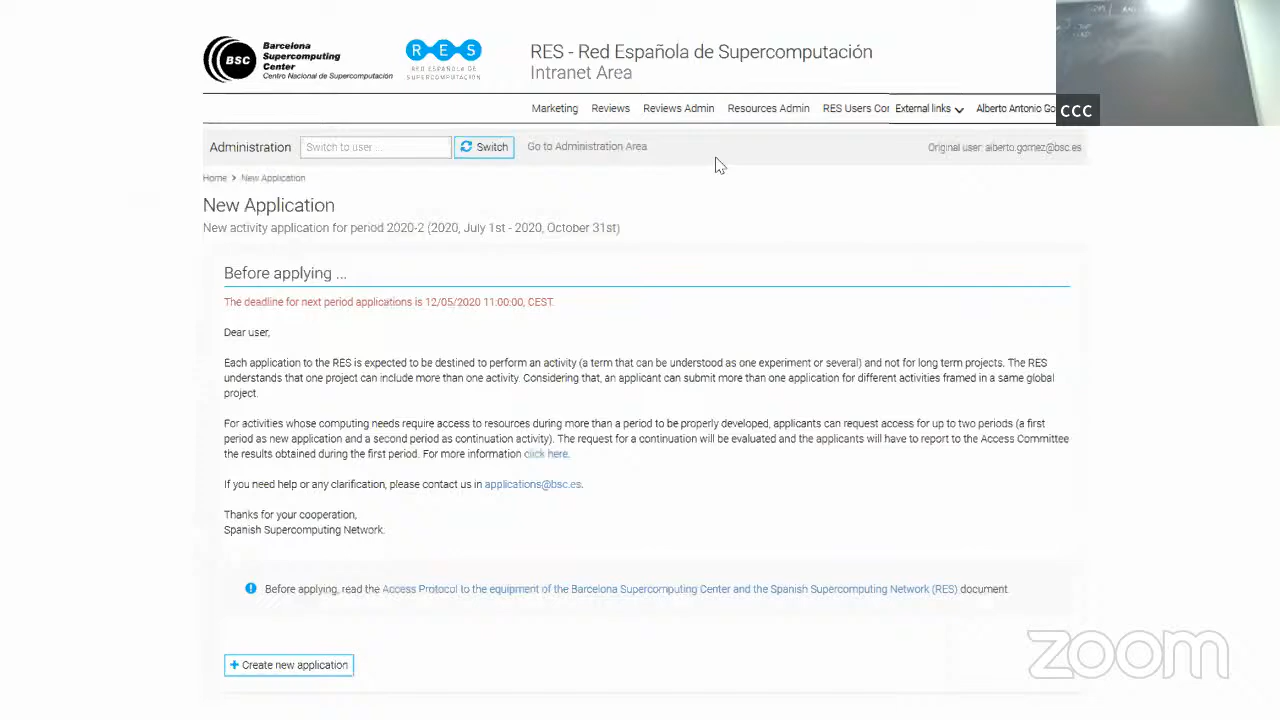 Barcelona
Supercomputing
Center
Centro Nacional de Supercomputación
BSC
RES
RED ESPAÑOLA DE
SUPERCOMPUTACIÓN
RES - Red Española de Supercomputación
Intranet Area
Marketing Reviews Reviews Admin Resources Admin RES Users Cor External links Alberto Antonio Go
CCC
Administration Switch to user ... Switch Go to Administration Area Original user: alberto.gomez@bsc.es
Home > New Application
New Application
New activity application for period 2020-2 (2020, July 1st - 2020, October 31st)
Before applying ...
The deadline for next period applications is 12/05/2020 11:00:00, CEST.
Dear user,
Each application to the RES is expected to be destined to perform an activity (a term that can be understood as one experiment or several) and not for long term projects. The RES
understands that one project can include more than one activity. Considering that, an applicant can submit more than one application for different activities framed in a same global
project.
For activities whose computing needs require access to resources during more than a period to be properly developed, applicants can request access for up to two periods (a first
period as new application and a second period as continuation activity). The request for a continuation will be evaluated and the applicants will have to report to the Access Committee
the results obtained during the first period. For more information click here.
If you need help or any clarification, please contact us in applications@bsc.es.
Thanks for your cooperation,
Spanish Supercomputing Network.
Before applying, read the Access Protocol to the equipment of the Barcelona Supercomputing Center and the Spanish Supercomputing Network (RES) document
+ Create new application
zoom